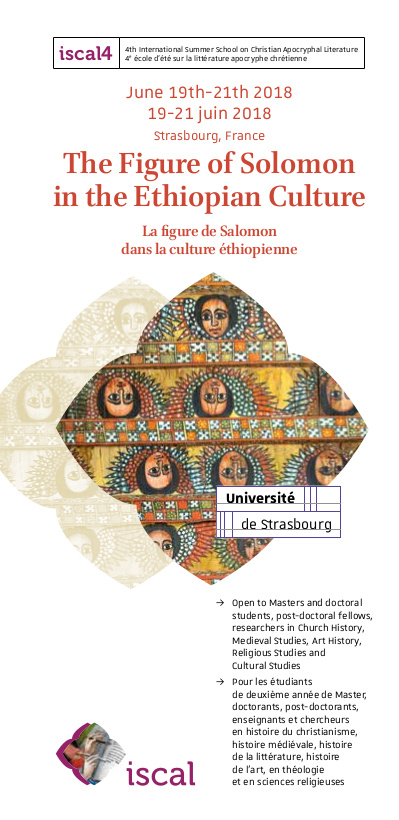 iscal4
4th International Summer School on Christian Apocryphal Literature
4e école d'été sur la littérature apocryphe chrétienne
June 19th-21th 2018
19-21 juin 2018
Strasbourg, France
The Figure of Solomon
in the Ethiopian Culture
La figure de Salomon
dans la culture éthiopienne
Université
de Strasbourg
→ Open to Masters and doctoral
students, post-doctoral fellows,
researchers in Church History,
Medieval Studies, Art History,
Religious Studies and
Cultural Studies
→ Pour les étudiants
de deuxième année de Master,
doctorants, post-doctorants,
enseignants et chercheurs
en histoire du christianisme,
histoire médiévale, histoire
de la littérature, histoire
de l'art, en théologie
et en sciences religieuses
iscal